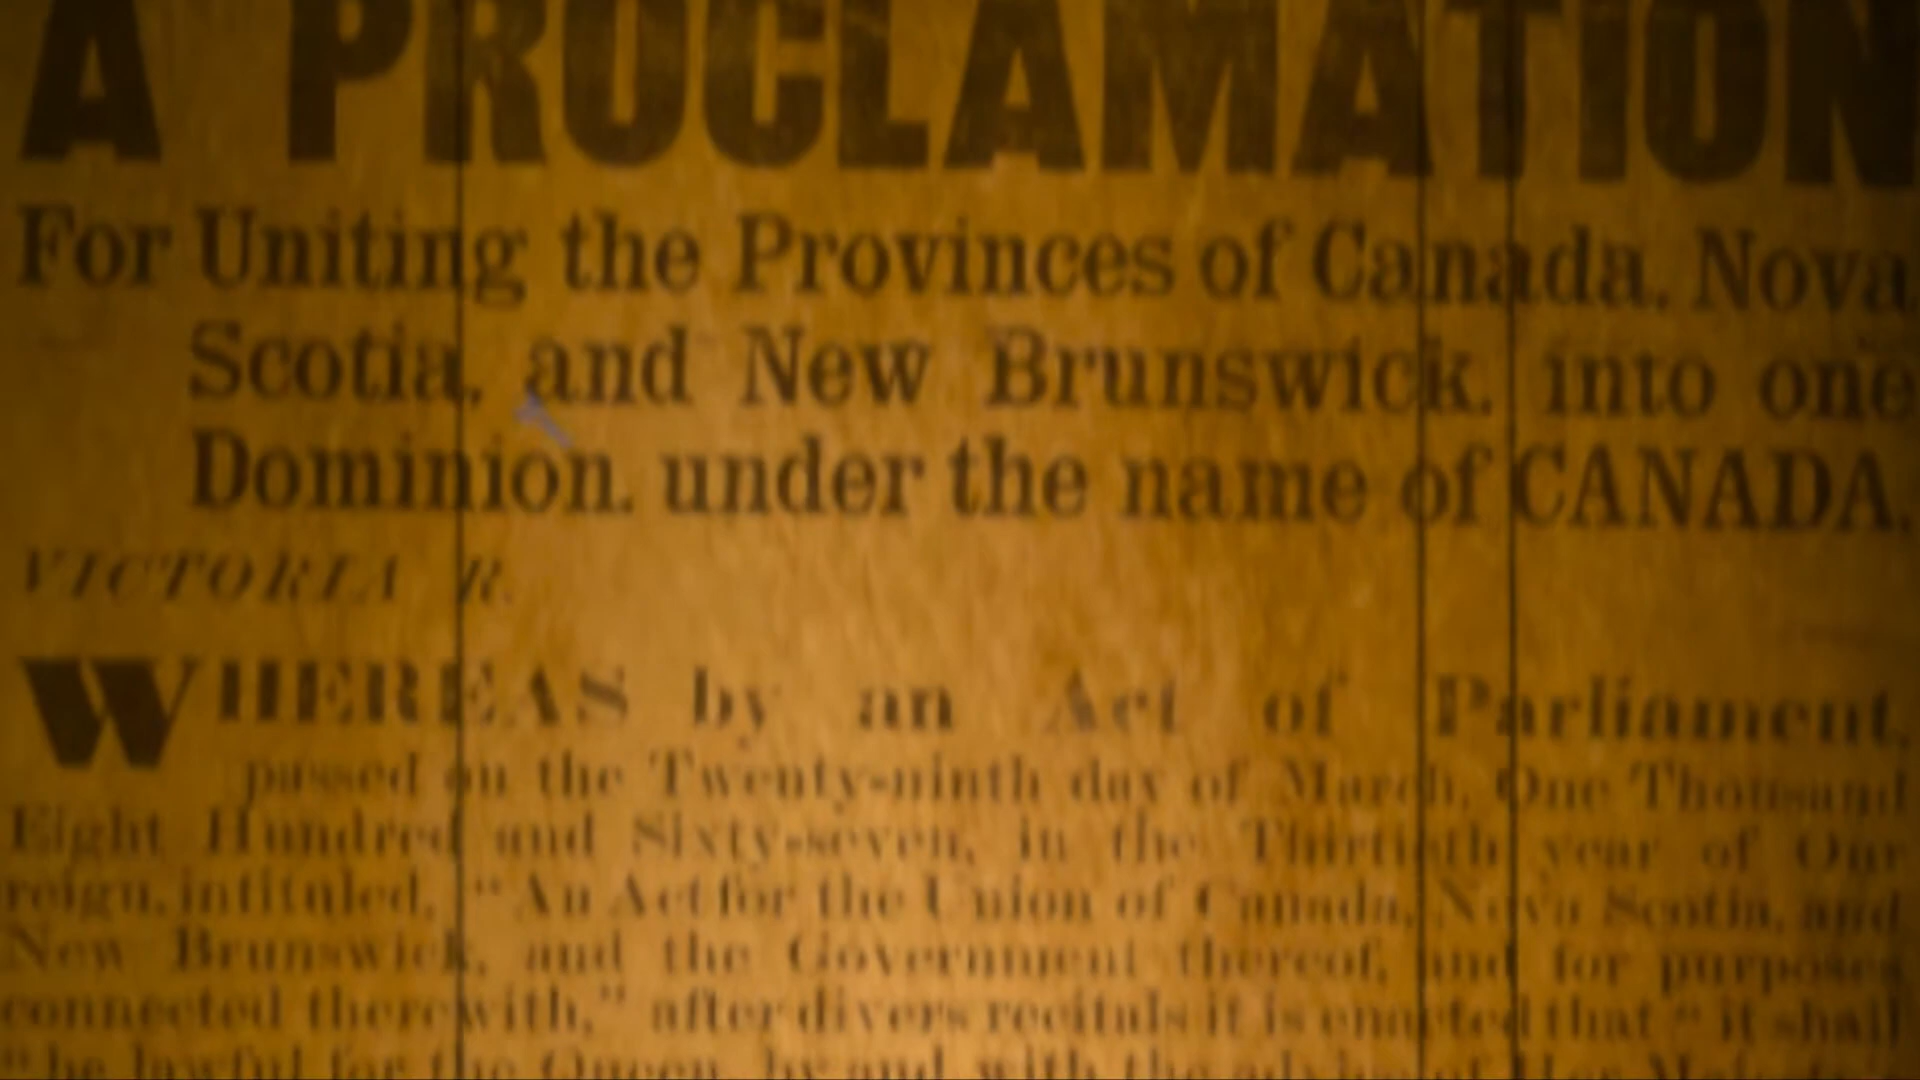 A PROCLAMATION
For Uniting the Provinces of Canada, Nova
Scotia, and New Brunswick, into one
Dominion, under the name of CANADA.
VICTORIA R.
WHEREAS by an Act of Parliament,
passed on the Twenty-ninth day of March, One Thousand
Eight Hundred and Sixty-seven, in the Thirtieth year of Our
reign, intituled, "An Act for the Union of Canada, Nova Scotia, and
New Brunswick, and the Government thereof, and for purposes
connected therewith," after divers recitals it is enacted that "it shall
"be lawful for the Queen, by and with the advice of Her Majesty's